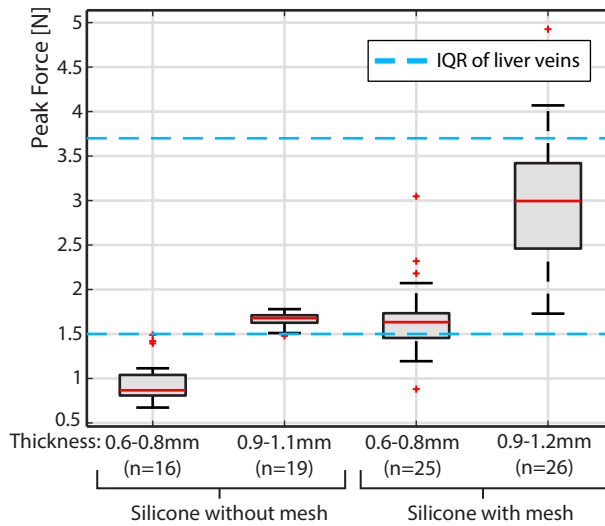 Peak Force [N]
5
4.5
4
3.5
3
2.5
2
1.5
1
0.5
IQR of liver veins
Thickness: 0.6-0.8mm 0.9-1.1mm 0.6-0.8mm 0.9-1.2mm
(n=16) (n=19) (n=25) (n=26)
Silicone without mesh Silicone with mesh